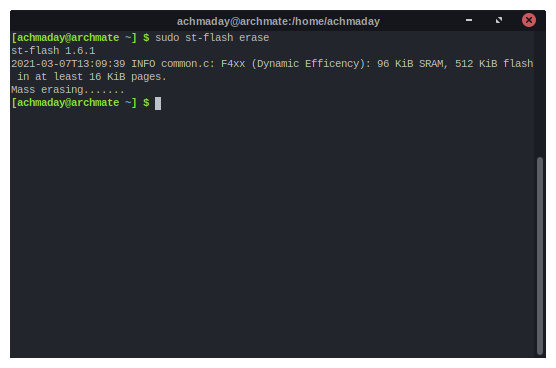 achmaday@archmate:/home/achmaday
[achmaday@archmate ~] $ sudo st-flash erase
st-flash 1.6.1
2021-03-07T13:09:39 INFO common.c: F4xx (Dynamic Efficency): 96 KiB SRAM, 512 KiB flash
 in at least 16 KiB pages.
Mass erasing.......
[achmaday@archmate ~] $